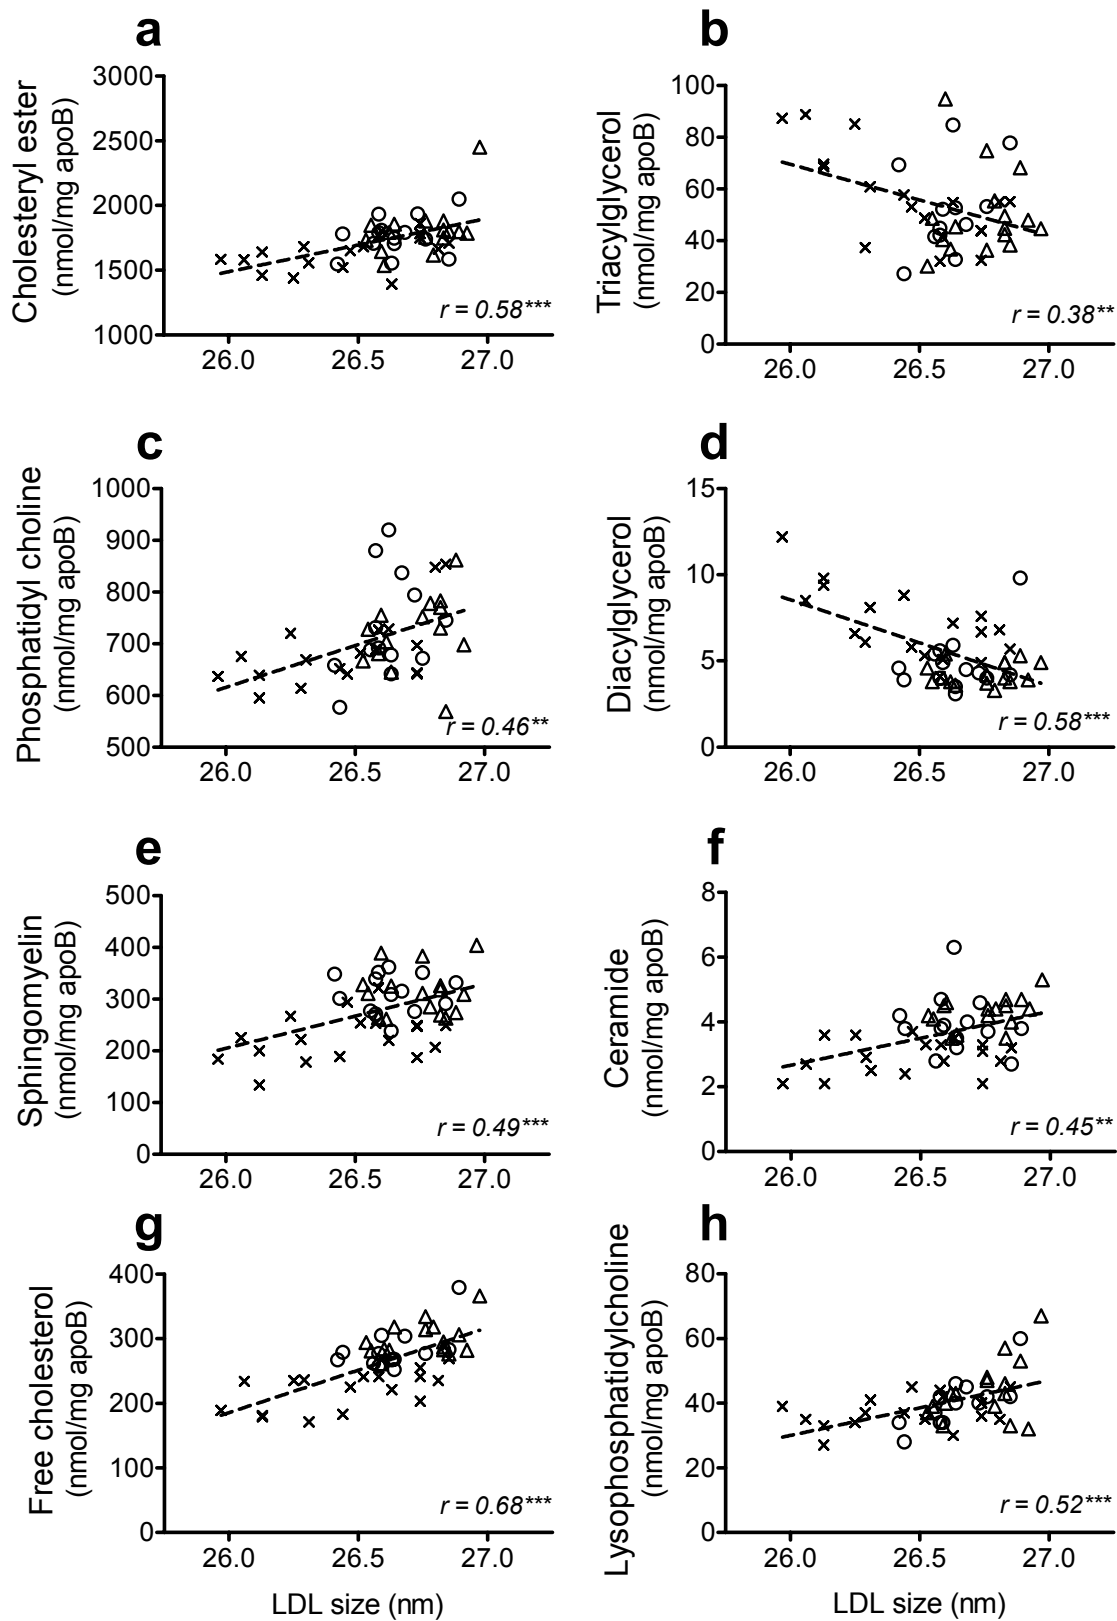 a
3000
2500
2000
1500
1000
Cholesteryl ester
(nmol/mg apoB)
26.0
26.5
27.0
r = 0.58***
b
100
80
60
40
20
0
Triacylglycerol
(nmol/mg apoB)
26.0
26.5
27.0
r = 0.38**
c
1000
900
800
700
600
500
Phosphatidyl choline
(nmol/mg apoB)
26.0
26.5
27.0
r = 0.46**
d
15
10
5
0
Diacylglycerol
(nmol/mg apoB)
26.0
26.5
27.0
r = 0.58***
e
500
400
300
200
100
0
Sphingomyelin
(nmol/mg apoB)
26.0
26.5
27.0
r = 0.49***
f
8
6
4
2
0
Ceramide
(nmol/mg apoB)
26.0
26.5
27.0
r = 0.45**
g
400
300
200
100
0
Free cholesterol
(nmol/mg apoB)
26.0
26.5
27.0
r = 0.68***
LDL size (nm)
h
80
60
40
20
0
Lysophosphatidylcholine
(nmol/mg apoB)
26.0
26.5
27.0
r = 0.52***
LDL size (nm)